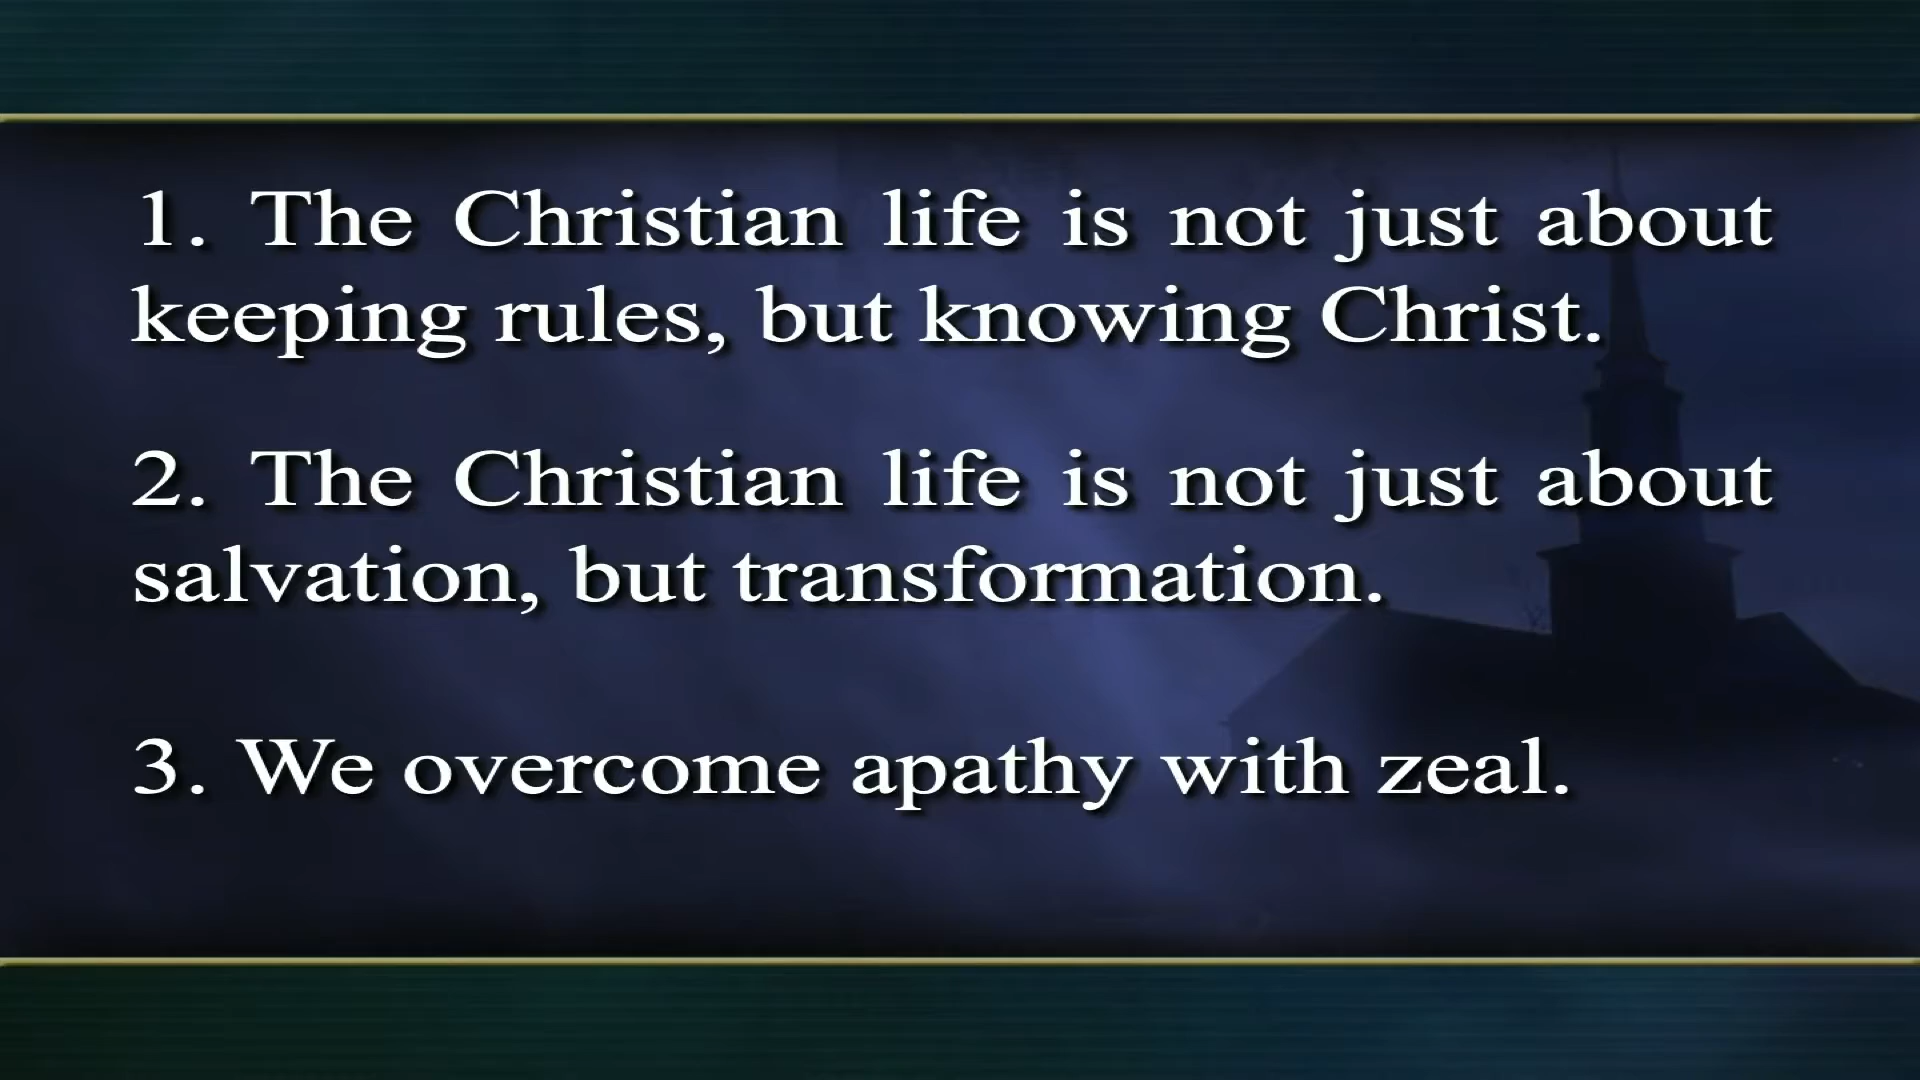 1. The Christian life is not just about
keeping rules, but knowing Christ.
2. The Christian life is not just about
salvation, but transformation.
3. We overcome apathy with zeal.